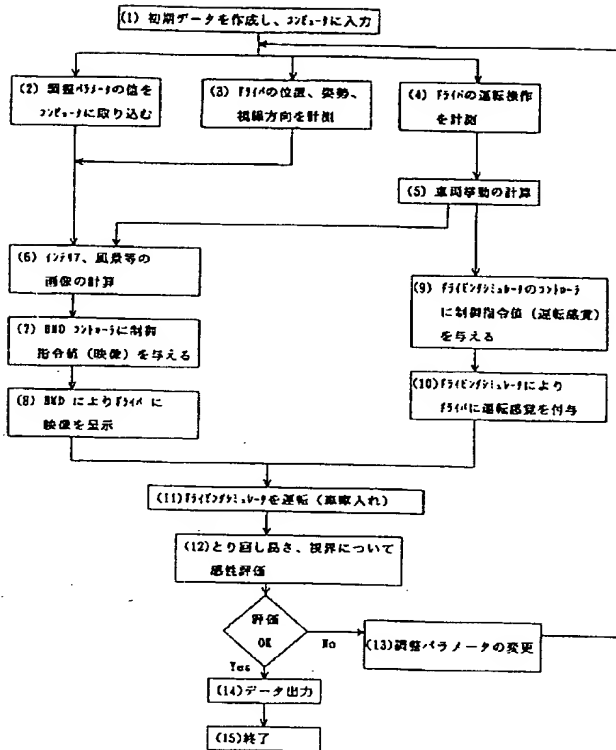 (1) 初期データを作成し、コンピュータに入力
(2) 調整パラメータの値を
コンピュータに取り込む
(3) ドライバの位置、姿勢、
視線方向を計測
(4) ドライバの運転操作
を計測
(5) 車両挙動の計算
(6) インテリア、風景等の
画像の計算
(7) HMD コントローラに制御
指令値（映像）を与える
(8) HMD によりドライバ に
映像を呈示
(9) ドライビングシミュレータのコントローラ
に制御指令値（運転感覚）
を与える
(10)ドライビングシミュレータにより
ドライバに運転感覚を付与
(11)ドライビングシミュレータを運転（車庫入れ）
(12)とり回し良さ、視界について
感性評価
評価
OK
No
(13)調整パラメータの変更
Yes
(14)データ出力
(15)終了